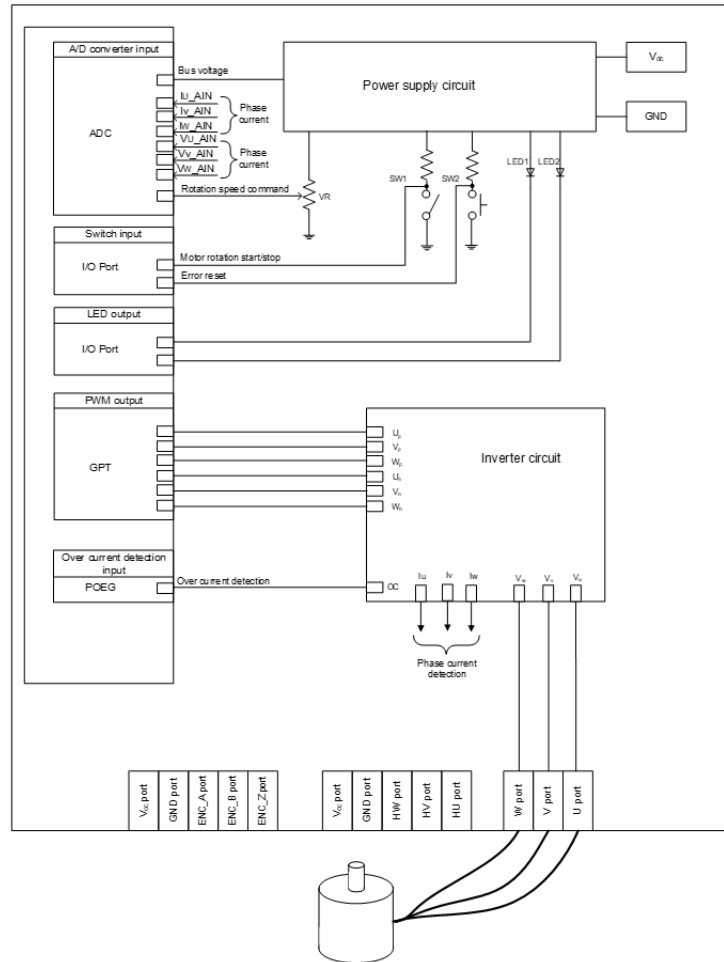 A/D converter input
ADC
Bus voltage
IU_AIN
IV_AIN
IW_AIN
Phase current
VU_AIN
VV_AIN
VW_AIN
Phase current
Rotation speed command
Power supply circuit
Vdc
GND
VR
SW1
SW2
LED1
LED2
Switch input
I/O Port
Motor rotation start/stop
Error reset
LED output
I/O Port
PWM output
GPT
Up
Vp
Wp
Un
Vn
Wn
Inverter circuit
Over current detection
input
POEG
Over current detection
OC
Iu
Iv
Iw
Vw
Vv
Vu
Phase current
detection
Vcc port
GND port
ENC_A port
ENC_B port
ENC_Z port
Vcc port
GND port
HW port
HV port
HU port
W port
V port
U port